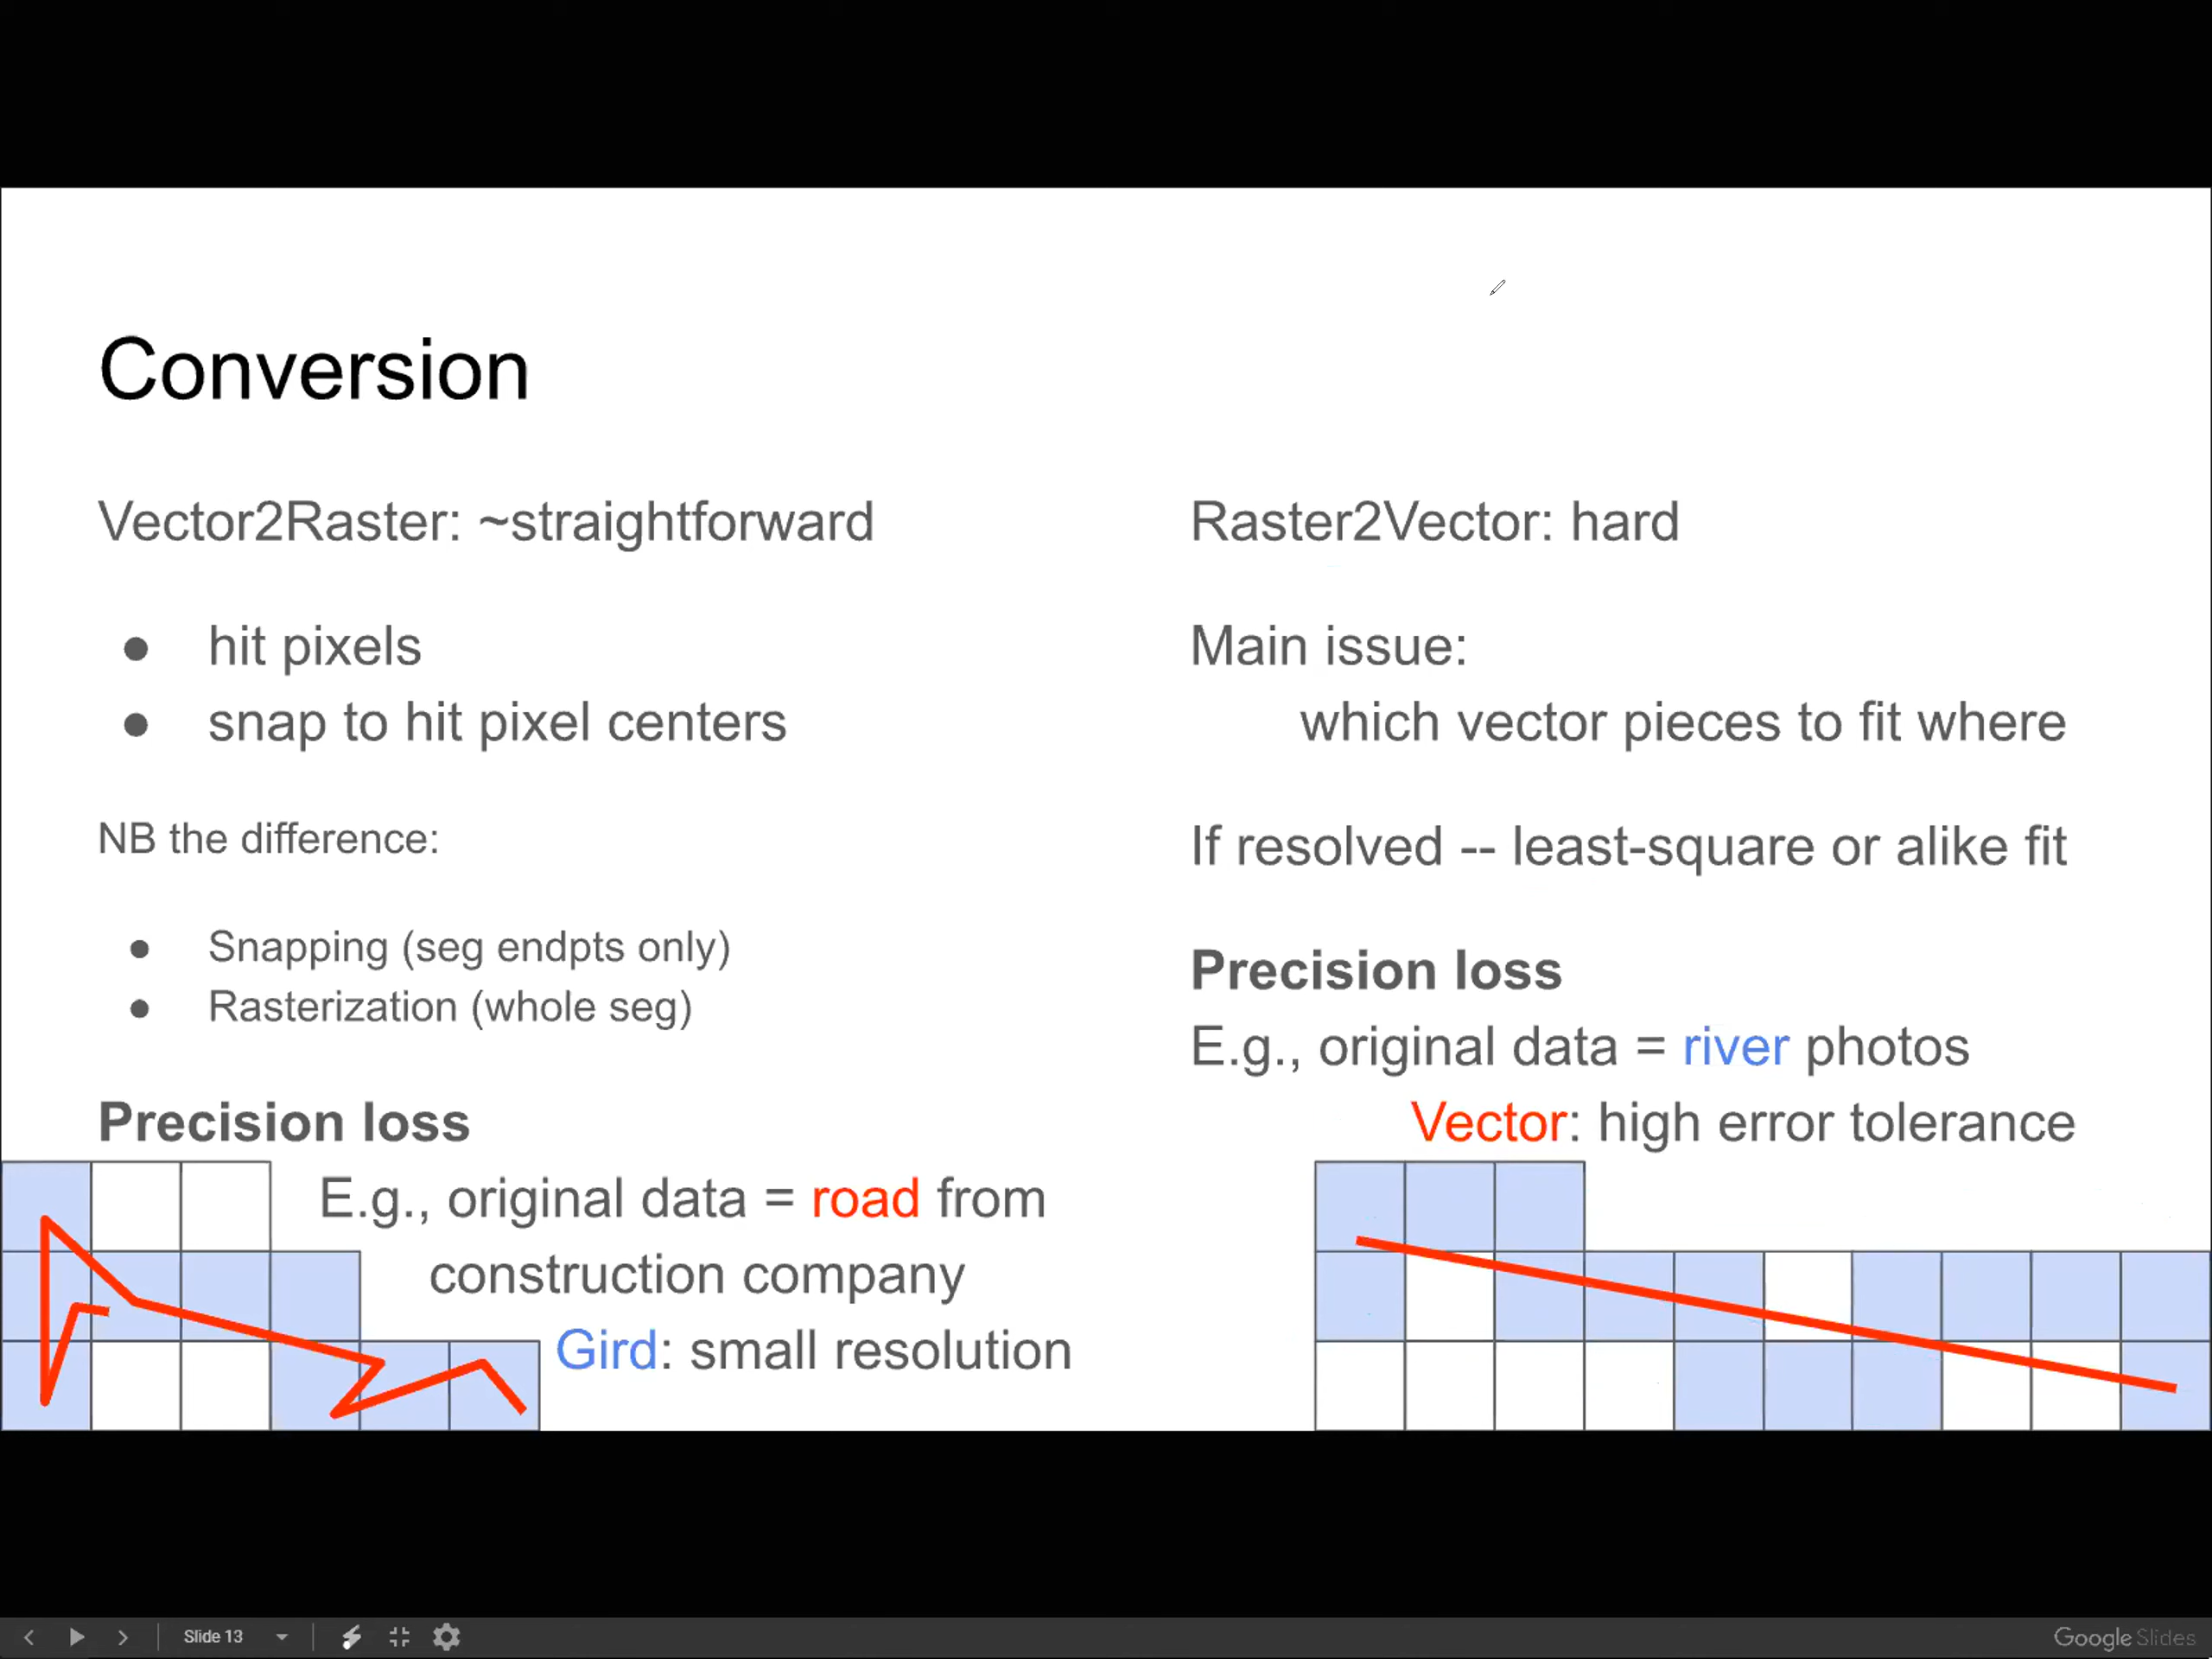 Conversion
Vector2Raster: ~straightforward
● hit pixels
● snap to hit pixel centers
NB the difference:
● Snapping (seg endpts only)
● Rasterization (whole seg)
Precision loss
E.g., original data = road from
construction company
Gird: small resolution
Raster2Vector: hard
Main issue:
which vector pieces to fit where
If resolved -- least-square or alike fit
Precision loss
E.g., original data = river photos
Vector: high error tolerance
Slide 13
Google Slides